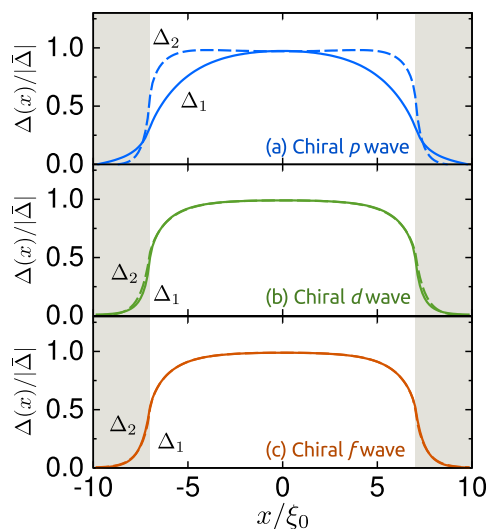 Δ(x)/|Δ̄|
1.0
0.5
0.0
Δ₂
Δ₁
(a) Chiral p wave
Δ(x)/|Δ̄|
1.0
0.5
0.0
Δ₂
Δ₁
(b) Chiral d wave
Δ(x)/|Δ̄|
1.0
0.5
0.0
Δ₂
Δ₁
(c) Chiral f wave
-10 -5 0 5 10
x/ξ₀